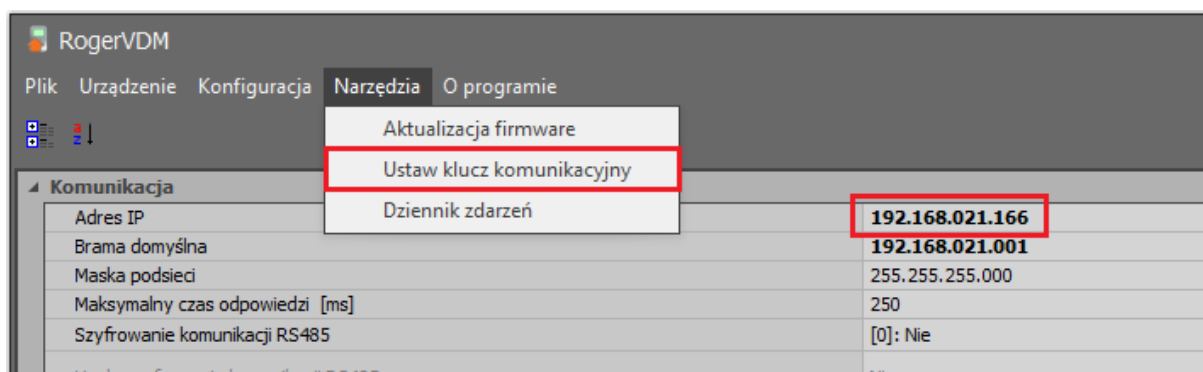 RogerVDM
Plik Urządzenie Konfiguracja Narzędzia O programie
Aktualizacja firmware
Ustaw klucz komunikacyjny
Dziennik zdarzeń
Komunikacja
Adres IP 192.168.021.166
Brama domyślna 192.168.021.001
Maska podsieci 255.255.255.000
Maksymalny czas odpowiedzi [ms] 250
Szyfrowanie komunikacji RS485 [0]: Nie